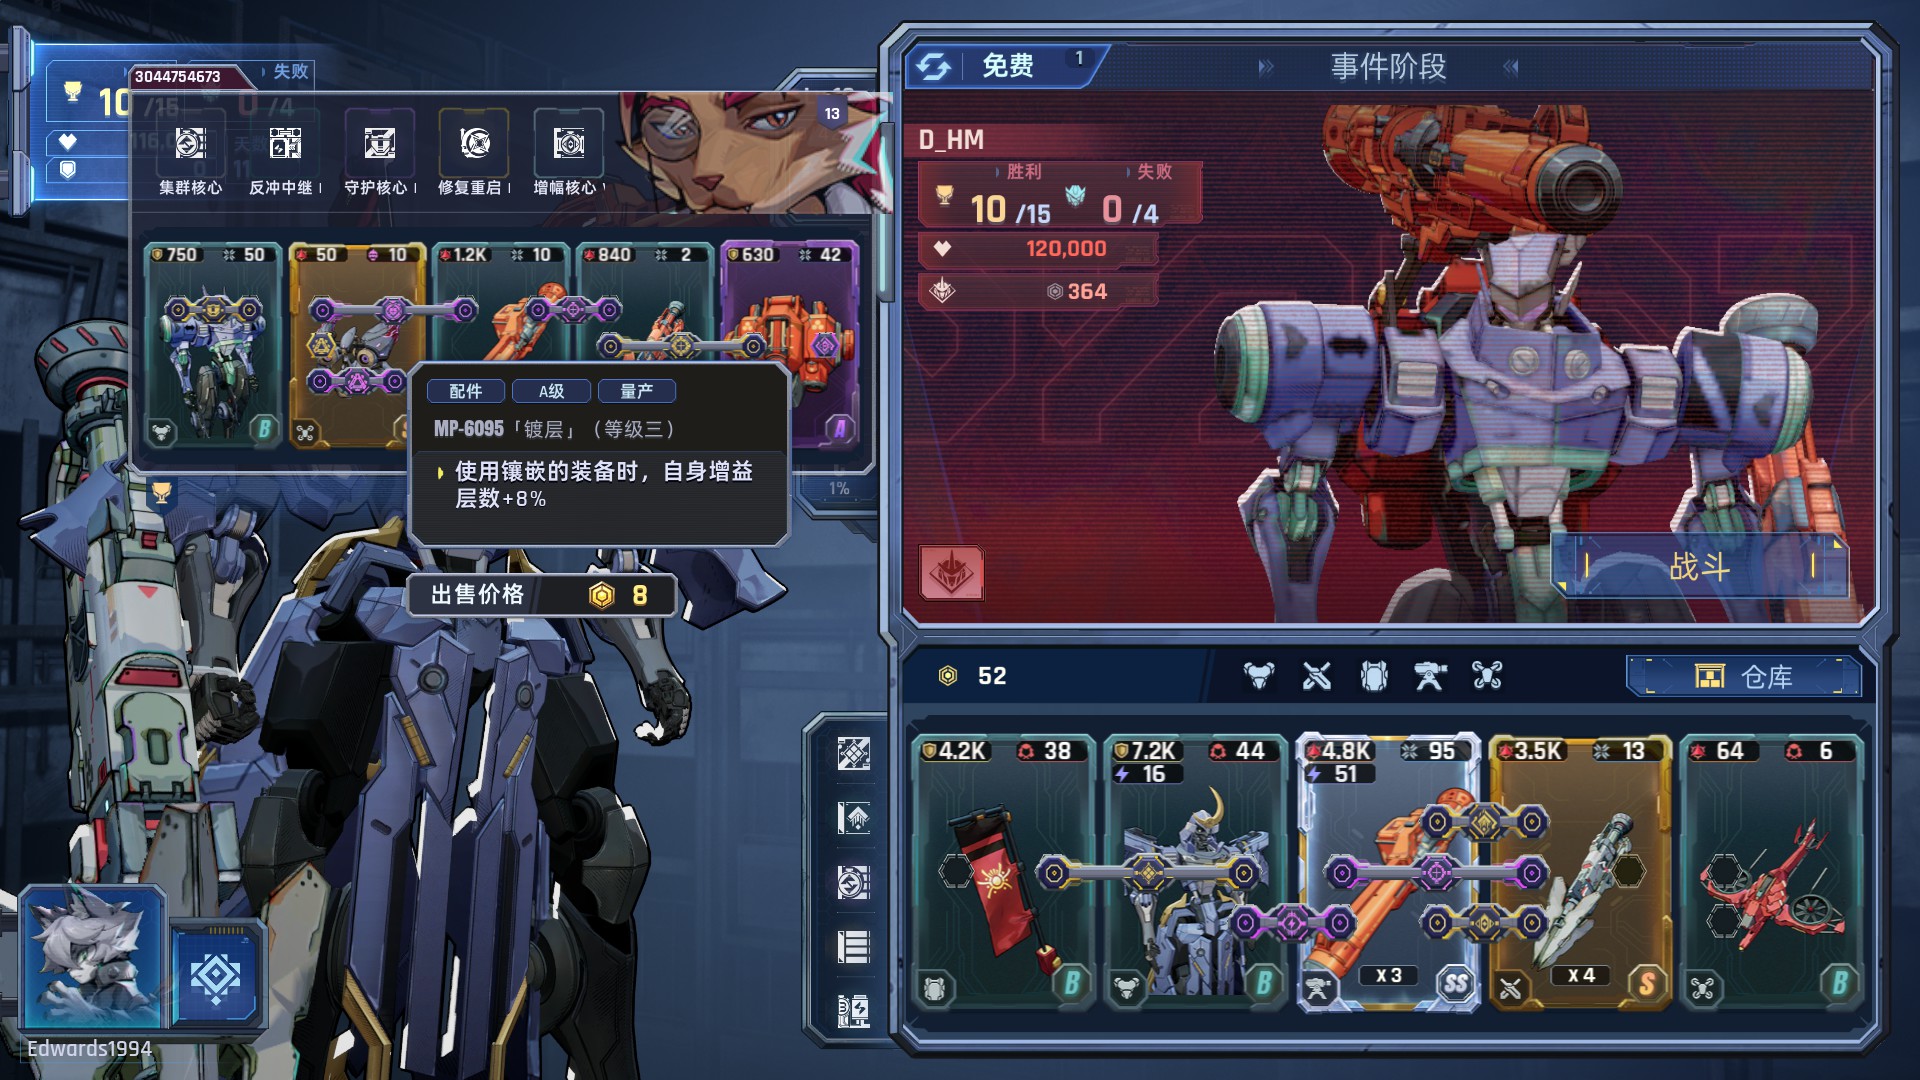 3044754673
失败
10 /15
0 /4
13
集群核心
反冲中继 I
守护核心 I
修复重启 I
增幅核心 V
750
50
50
10
1.2K
10
840
2
630
42
B
A
配件
A级
量产
MP-6095「镀层」（等级三）
使用镶嵌的装备时，自身增益
层数+8%
出售价格
8
1%
Edwards1994
免费
1
事件阶段
D_HM
胜利
失败
10 /15
0 /4
120,000
364
战斗
52
仓库
4.2K
38
B
7.2K
44
16
B
4.8K
95
51
x3
SS
3.5K
13
x4
S
64
6
B